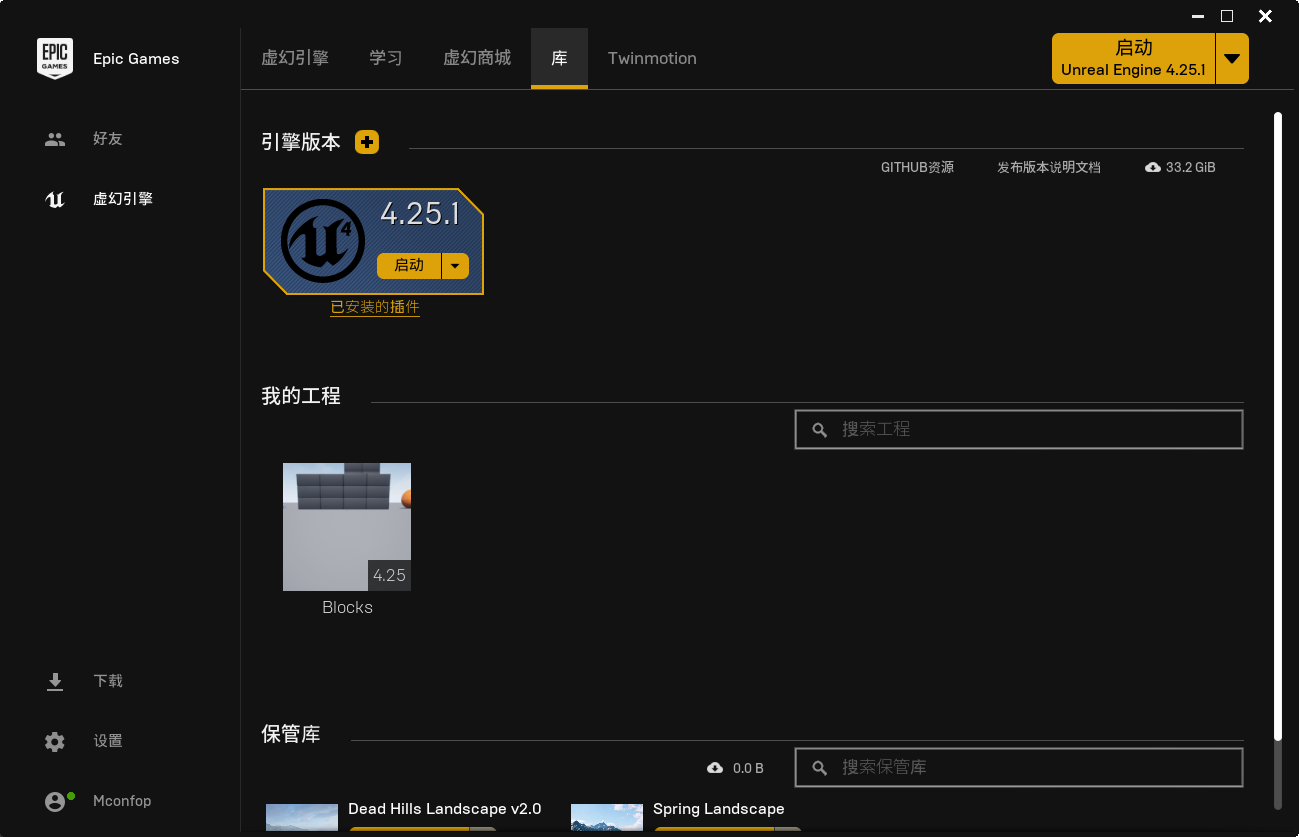 EPIC
GAMES
Epic Games
虚幻引擎
学习
虚幻商城
库
Twinmotion
启动
Unreal Engine 4.25.1
好友
虚幻引擎
引擎版本
GITHUB资源
发布版本说明文档
33.2 GiB
4
4.25.1
启动
已安装的插件
我的工程
搜索工程
4.25
Blocks
下载
设置
Mconfop
保管库
0.0 B
搜索保管库
Dead Hills Landscape v2.0
Spring Landscape